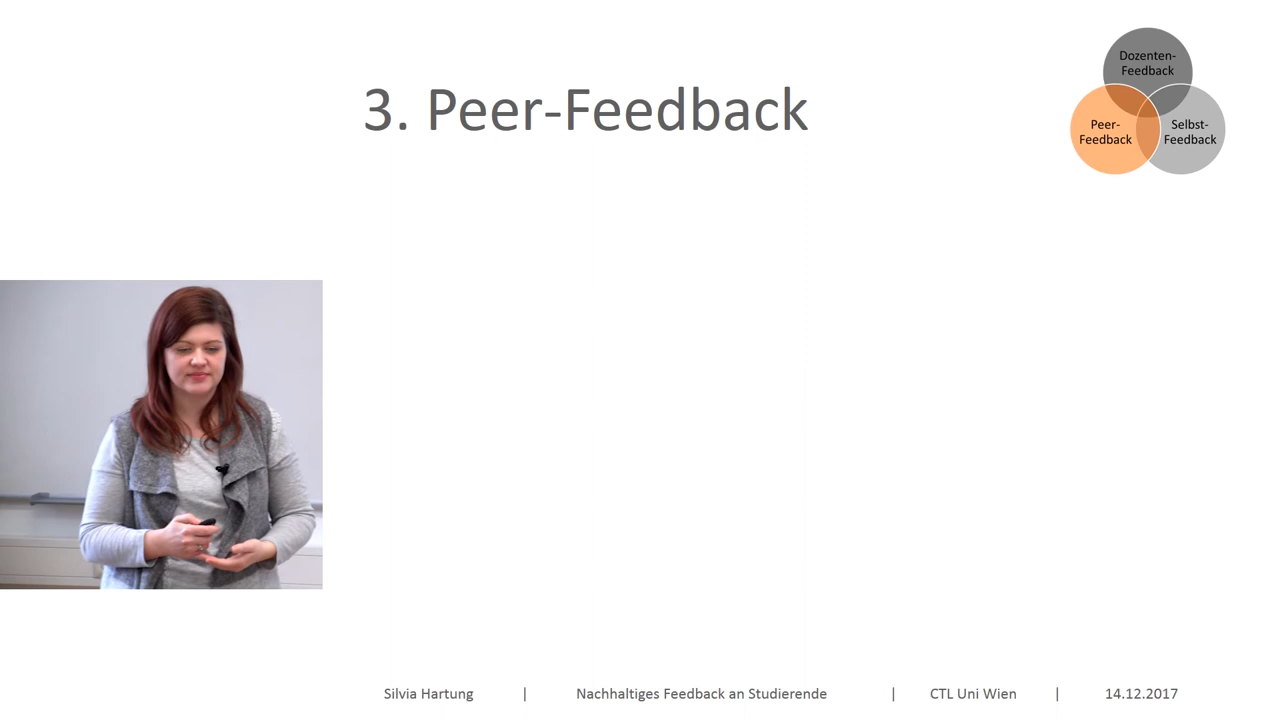 3. Peer-Feedback
Dozenten-
Feedback
Peer-
Feedback
Selbst-
Feedback
Silvia Hartung | Nachhaltiges Feedback an Studierende | CTL Uni Wien | 14.12.2017